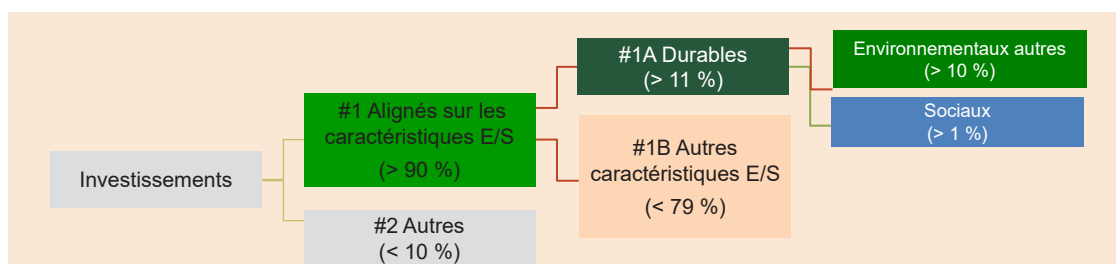 Investissements
#1 Alignés sur les
caractéristiques E/S
(> 90 %)
#2 Autres
(< 10 %)
#1A Durables
(> 11 %)
#1B Autres
caractéristiques E/S
(< 79 %)
Environnementaux autres
(> 10 %)
Sociaux
(> 1 %)